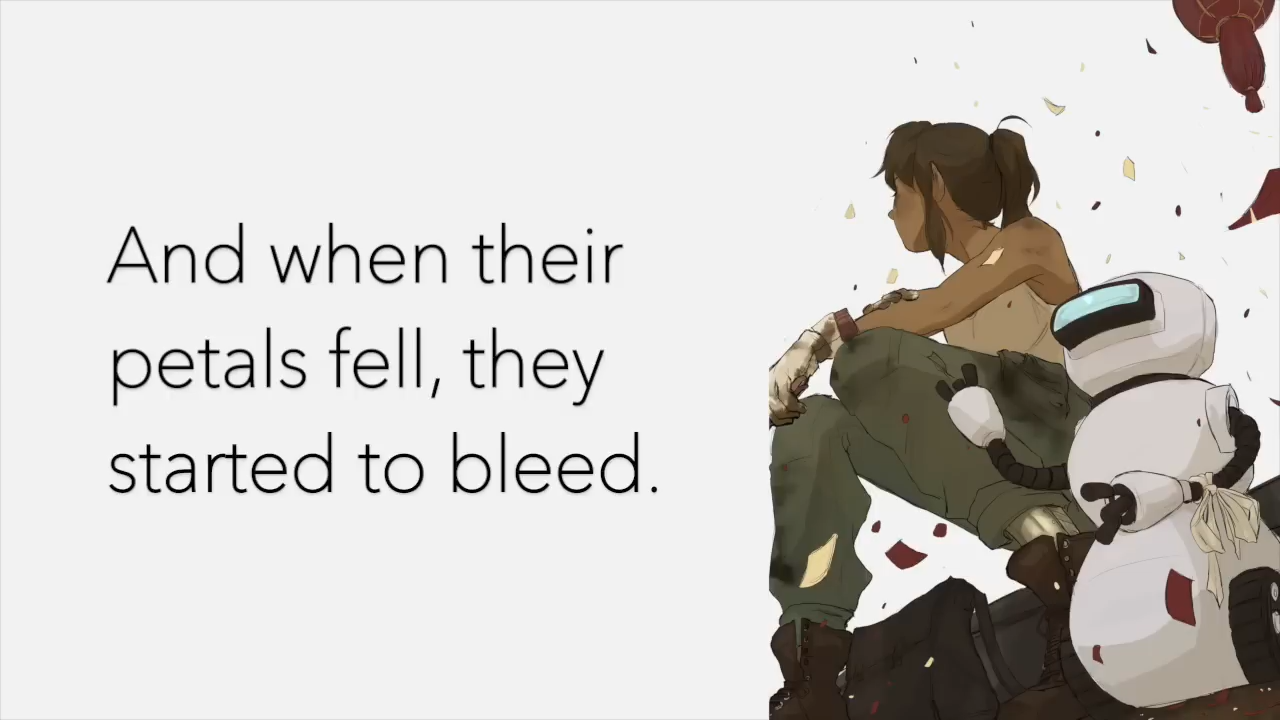 And when their
petals fell, they
started to bleed.